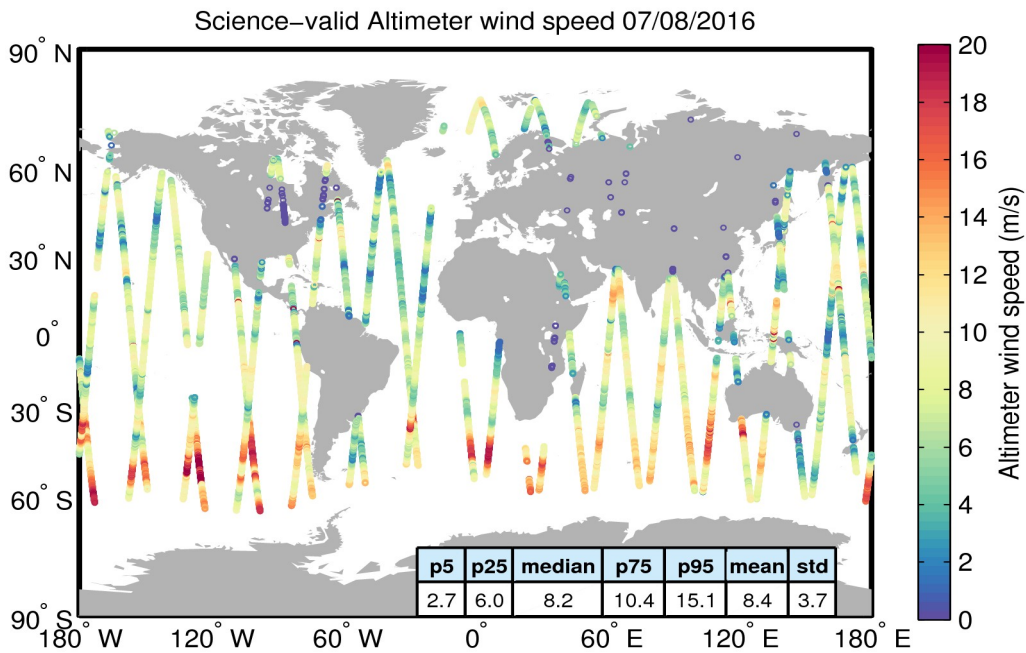 Science-valid Altimeter wind speed 07/08/2016
90° N
60° N
30° N
0°
30° S
60° S
90° S
180° W
120° W
60° W
0°
60° E
120° E
180° E
p5 p25 median p75 p95 mean std
2.7 6.0 8.2 10.4 15.1 8.4 3.7
20
18
16
14
12
10
8
6
4
2
0
Altimeter wind speed (m/s)